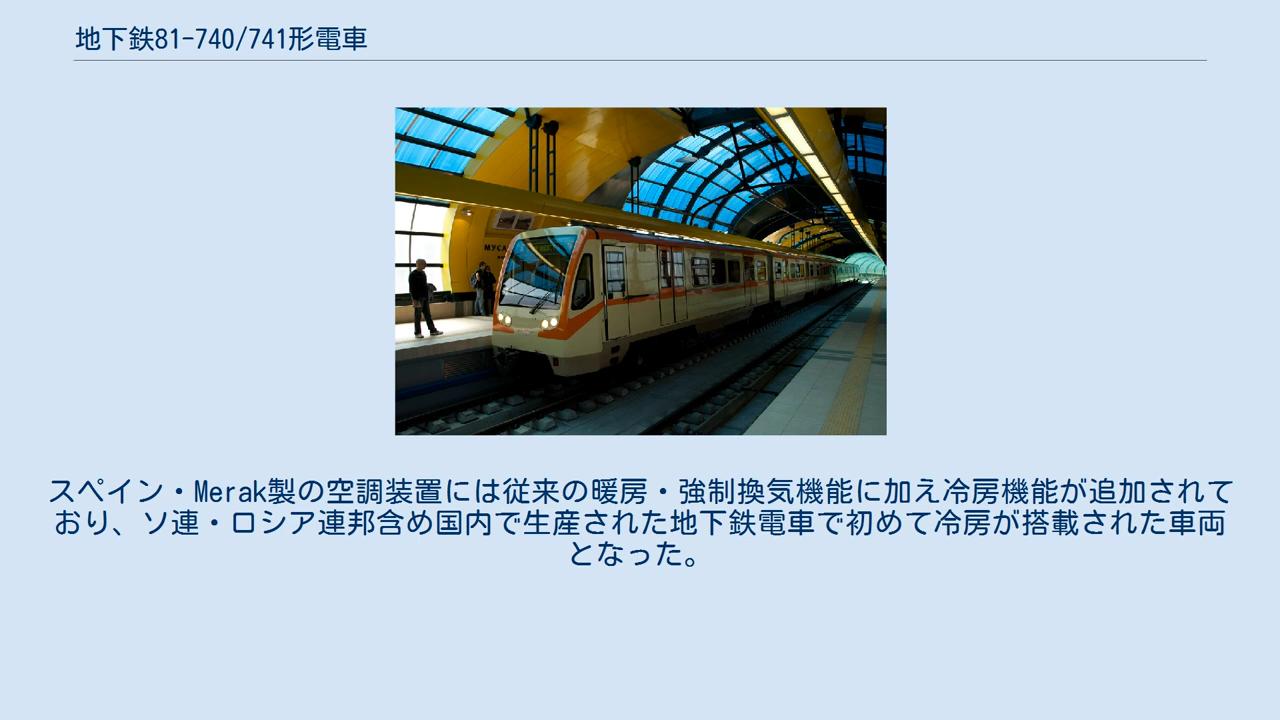 地下鉄81-740/741形電車
МУСА
スペイン・Merak製の空調装置には従来の暖房・強制換気機能に加え冷房機能が追加されて
おり、ソ連・ロシア連邦含め国内で生産された地下鉄電車で初めて冷房が搭載された車両
となった。